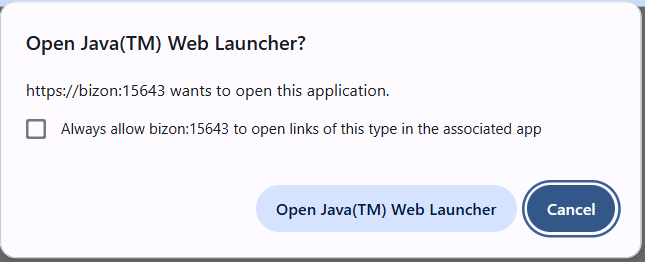 Open Java(TM) Web Launcher?
https://bizon:15643 wants to open this application.
Always allow bizon:15643 to open links of this type in the associated app
Open Java(TM) Web Launcher
Cancel